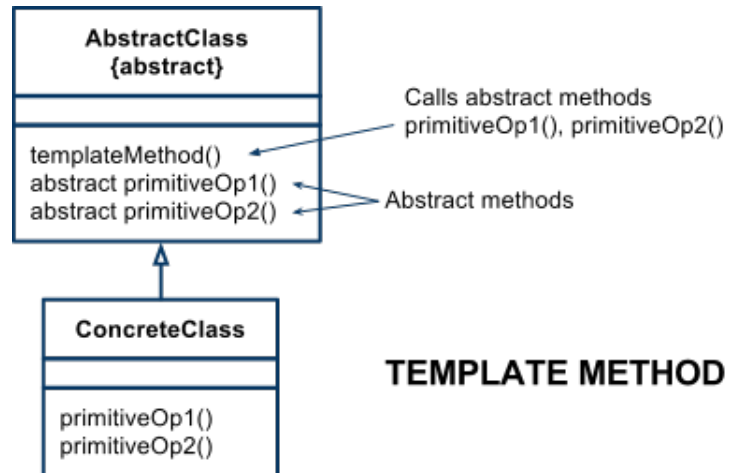 AbstractClass
{abstract}
Calls abstract methods
primitiveOp1(), primitiveOp2()
templateMethod()
abstract primitiveOp1()
abstract primitiveOp2()
Abstract methods
ConcreteClass
TEMPLATE METHOD
primitiveOp1()
primitiveOp2()